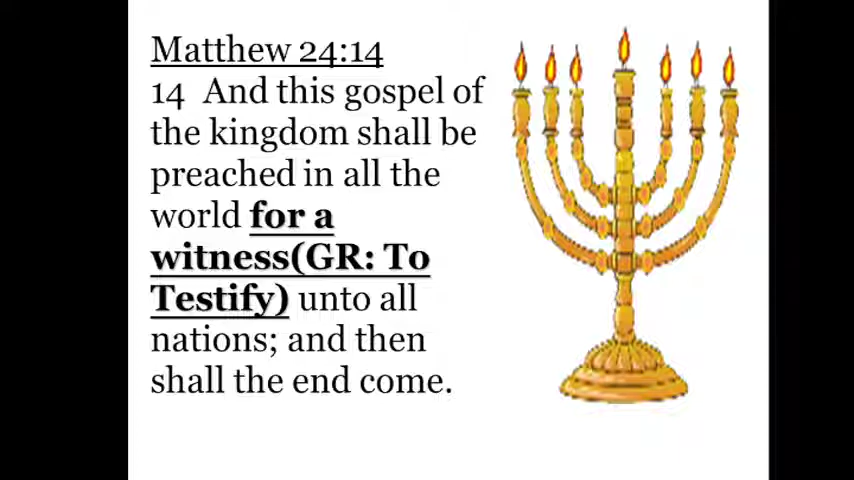 Matthew 24:14
14 And this gospel of
the kingdom shall be
preached in all the
world for a
witness(GR: To
Testify) unto all
nations; and then
shall the end come.